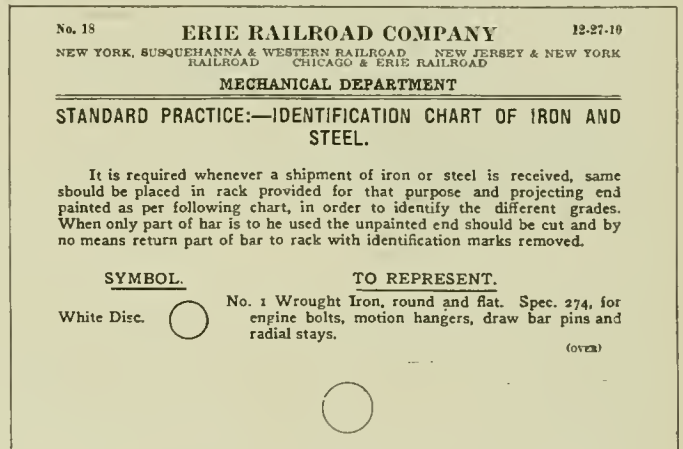 No. 18 ERIE RAILROAD COMPANY 12-27-10
NEW YORK, SUSQUEHANNA & WESTERN RAILROAD NEW JERSEY & NEW YORK
RAILROAD CHICAGO & ERIE RAILROAD
MECHANICAL DEPARTMENT
STANDARD PRACTICE:—IDENTIFICATION CHART OF IRON AND
STEEL.
It is required whenever a shipment of iron or steel is received, same
should be placed in rack provided for that purpose and projecting end
painted as per following chart, in order to identify the different grades.
When only part of bar is to he used the unpainted end should be cut and by
no means return part of bar to rack with identification marks removed.
SYMBOL. TO REPRESENT.
White Disc. No. 1 Wrought Iron, round and flat. Spec. 274, for
engine bolts, motion hangers, draw bar pins and
radial stays.
(OVER)